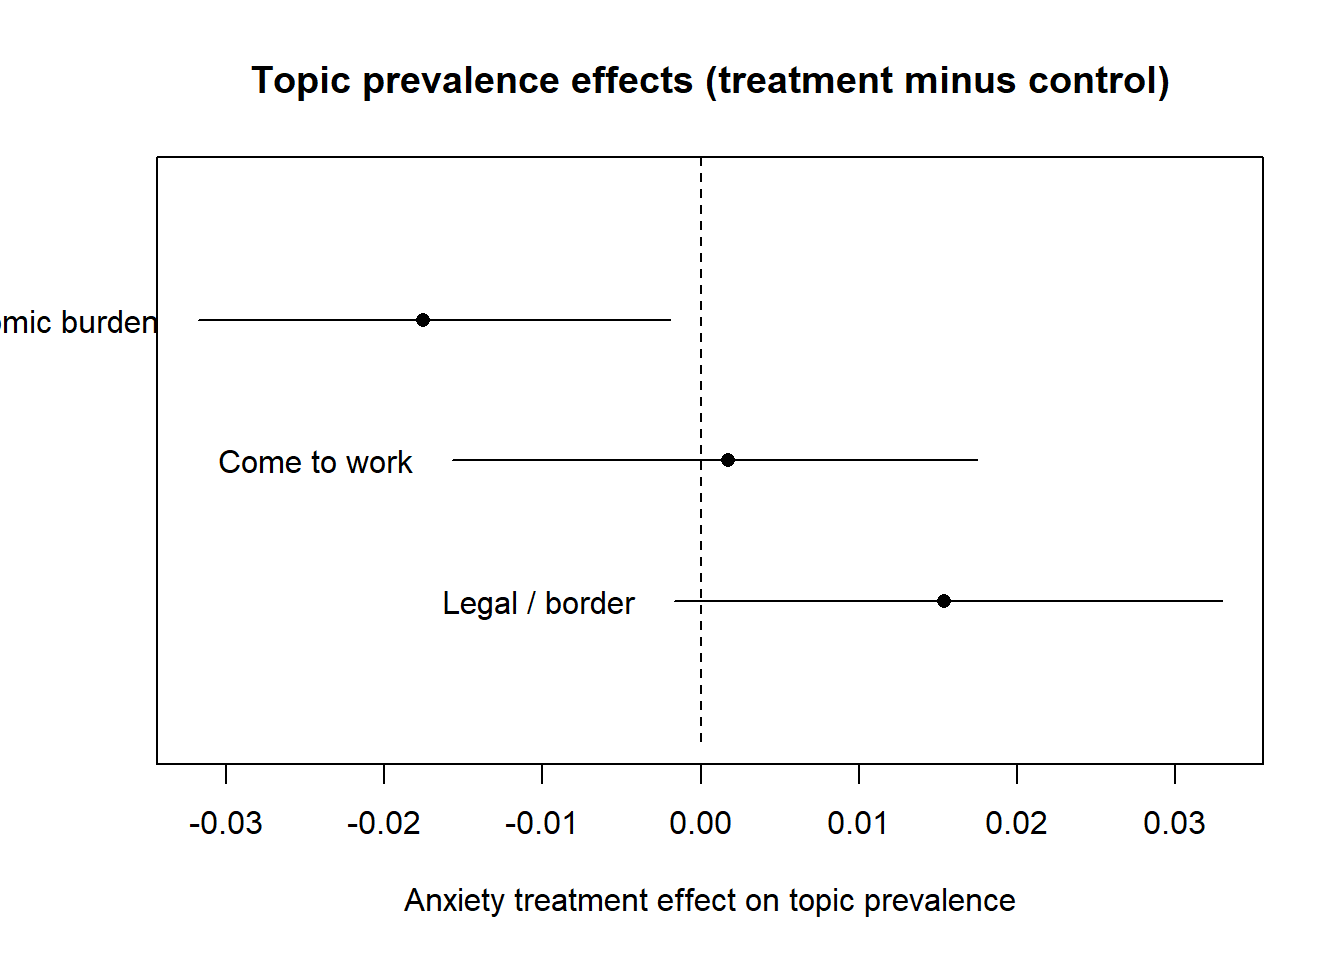 Topic prevalence effects (treatment minus control)
omic burden
Come to work
Legal / border
-0.03 -0.02 -0.01 0.00 0.01 0.02 0.03
Anxiety treatment effect on topic prevalence